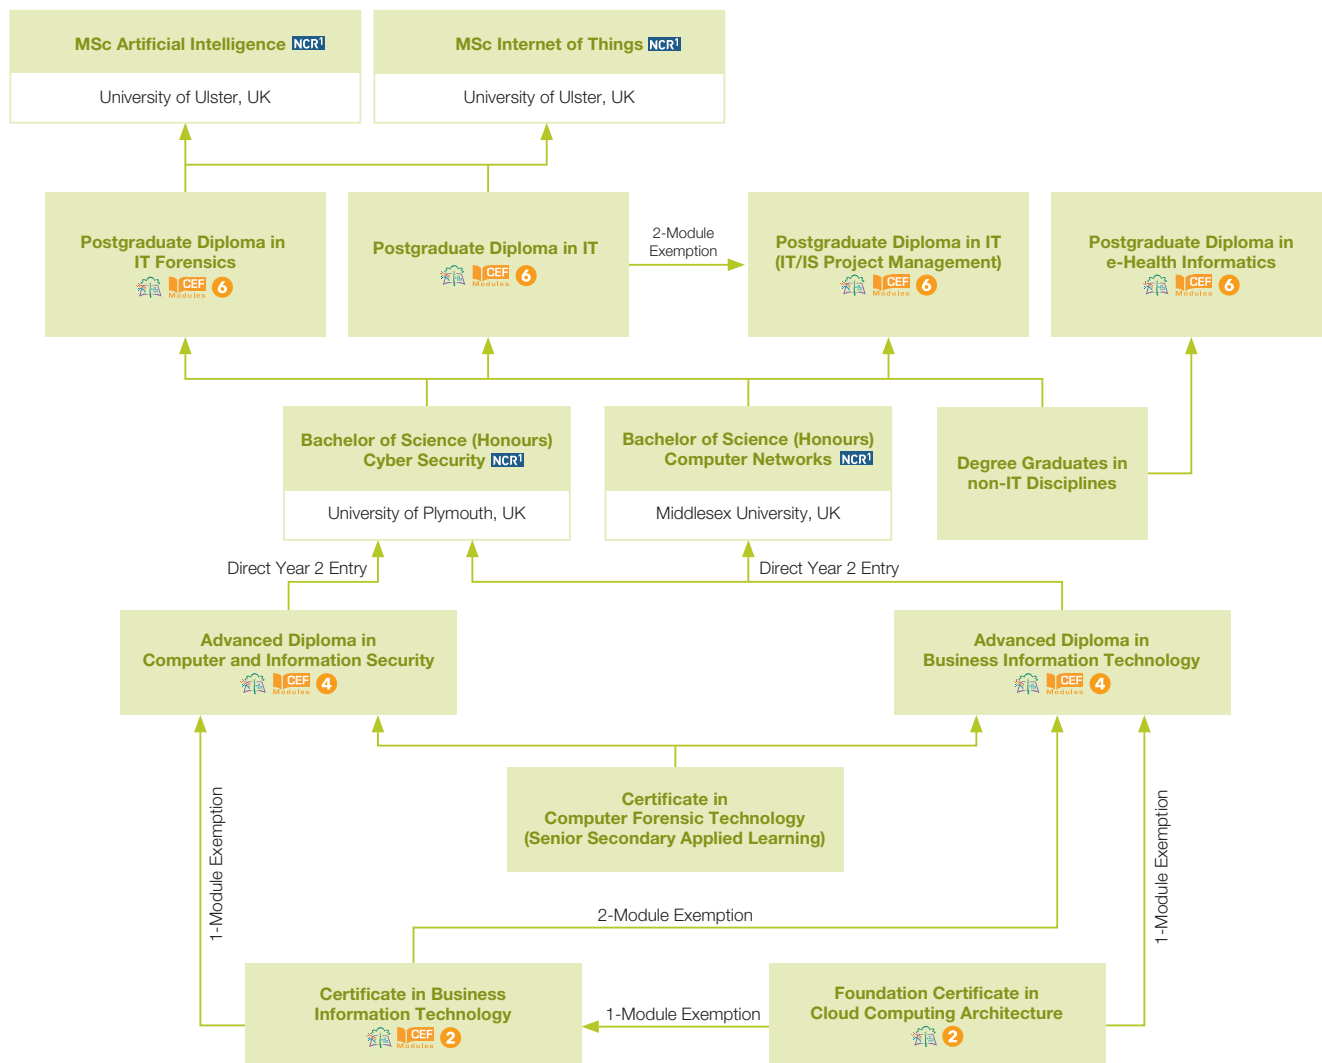 MSc Artificial Intelligence NCR1
University of Ulster, UK
MSc Internet of Things NCR1
University of Ulster, UK
Postgraduate Diploma in
IT Forensics
CEF
Modules
6
Postgraduate Diploma in IT
CEF
Modules
6
2-Module
Exemption
Postgraduate Diploma in IT
(IT/IS Project Management)
CEF
Modules
6
Postgraduate Diploma in
e-Health Informatics
CEF
Modules
6
Bachelor of Science (Honours)
Cyber Security NCR1
University of Plymouth, UK
Bachelor of Science (Honours)
Computer Networks NCR1
Middlesex University, UK
Degree Graduates in
non-IT Disciplines
Direct Year 2 Entry
Direct Year 2 Entry
Advanced Diploma in
Computer and Information Security
CEF
Modules
4
Advanced Diploma in
Business Information Technology
CEF
Modules
4
Certificate in
Computer Forensic Technology
(Senior Secondary Applied Learning)
1-Module Exemption
2-Module Exemption
1-Module Exemption
Certificate in Business
Information Technology
CEF
Modules
2
1-Module Exemption
Foundation Certificate in
Cloud Computing Architecture
2